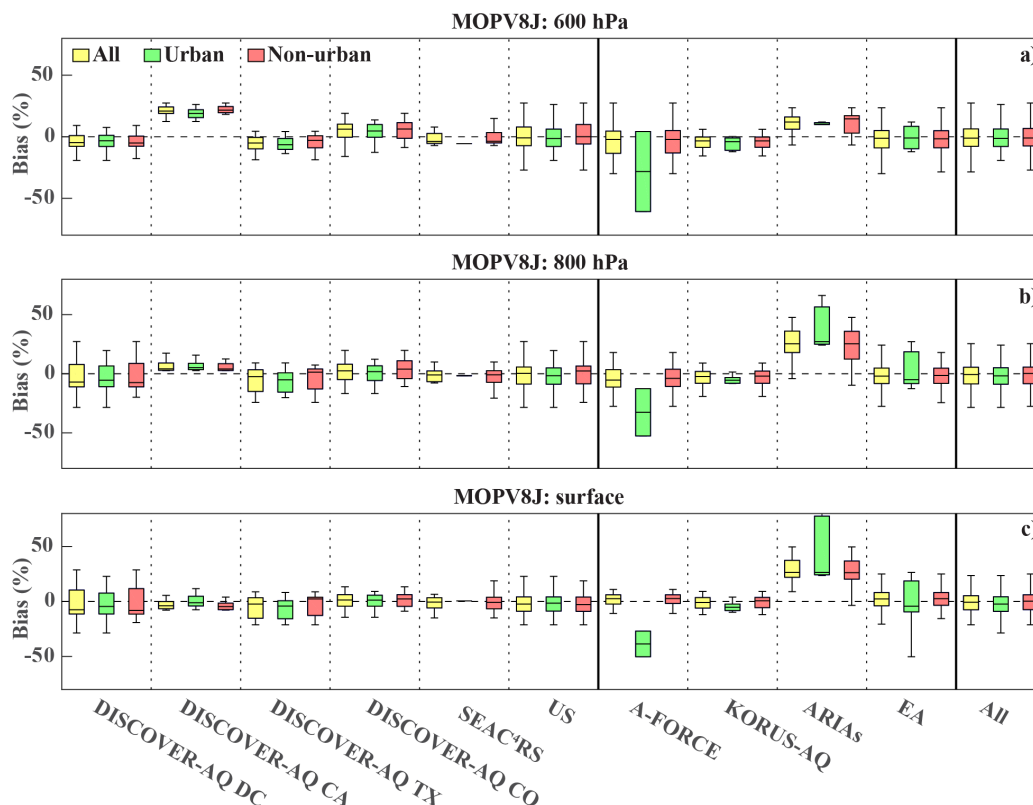 MOPV8J: 600 hPa
All Urban Non-urban
a)
Bias (%)
50
0
-50
MOPV8J: 800 hPa
b)
Bias (%)
50
0
-50
MOPV8J: surface
c)
Bias (%)
50
0
-50
DISCOVER-AQ DC
DISCOVER-AQ CA
DISCOVER-AQ TX
DISCOVER-AQ CO
SEAC⁴RS
US
A-FORCE
KORUS-AQ
ARIAs
EA
All